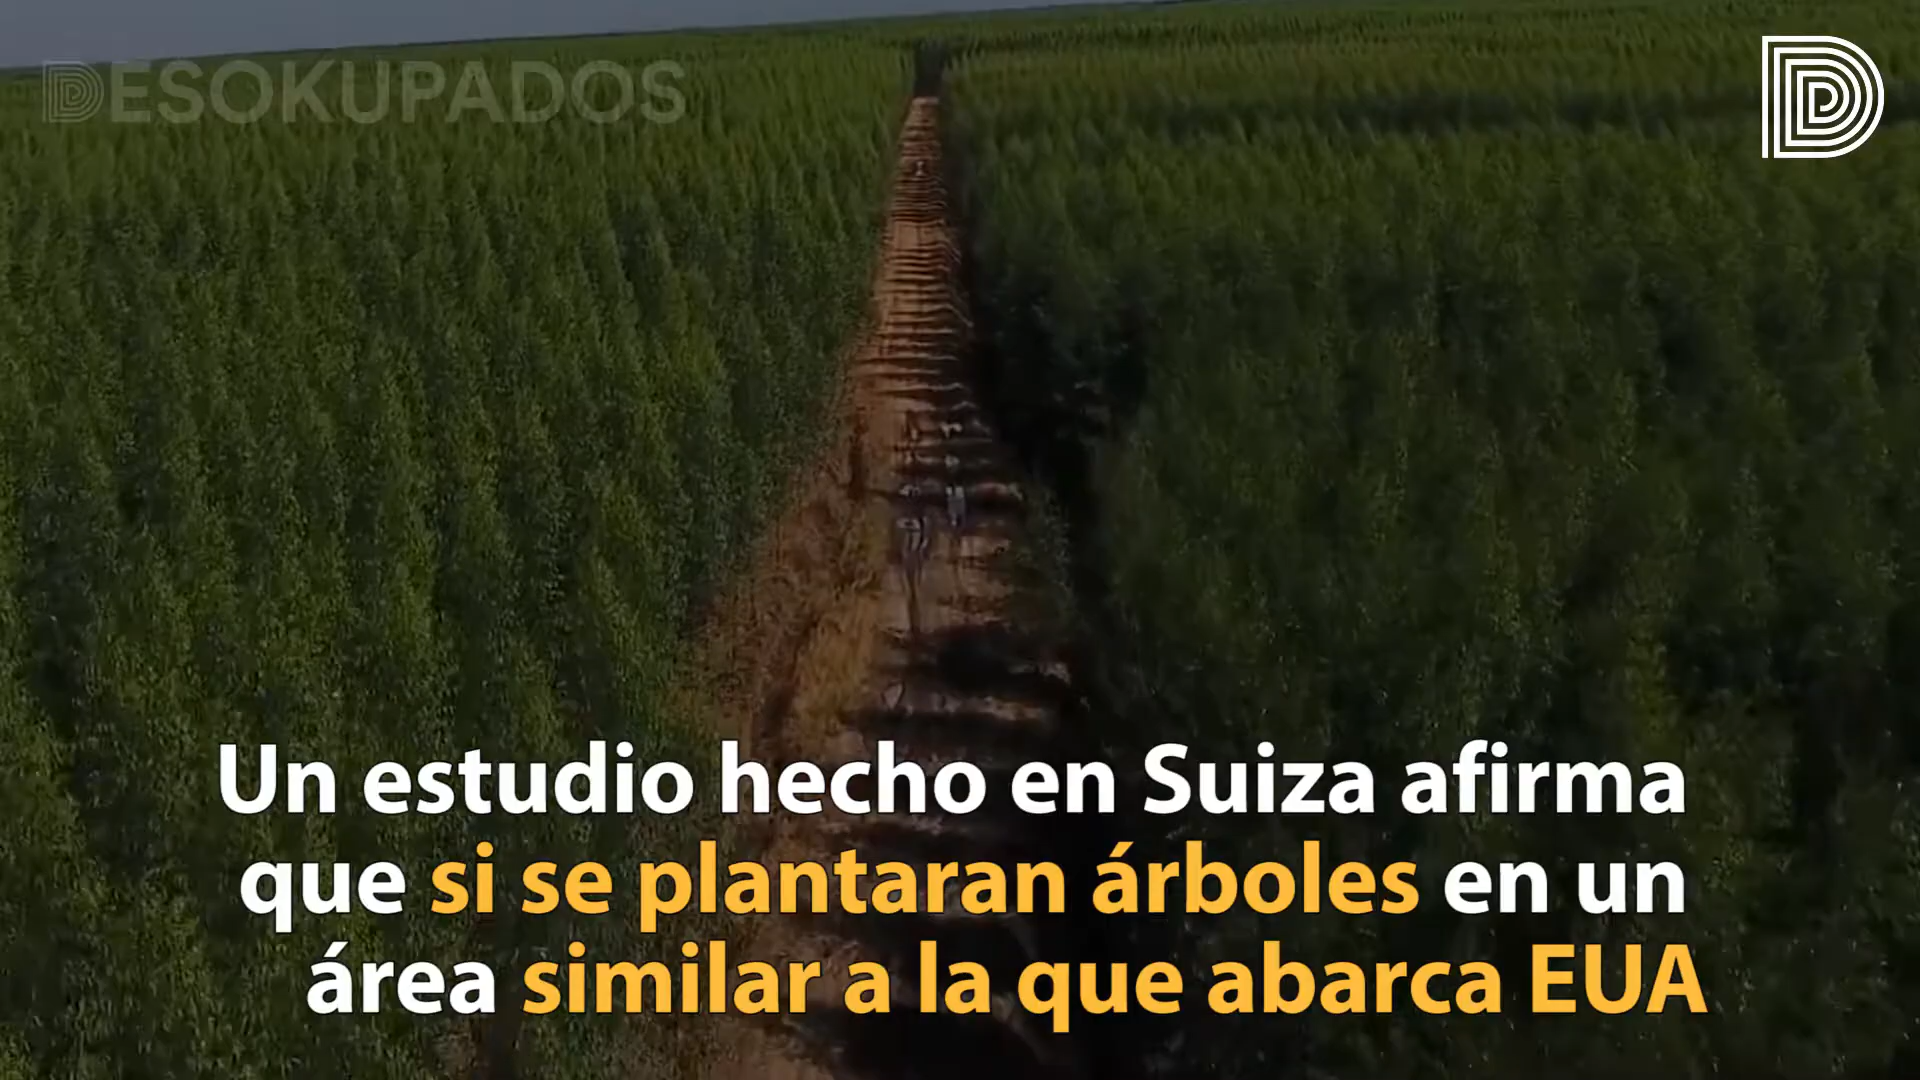 DESOKUPADOS
D
Un estudio hecho en Suiza afirma
que si se plantaran árboles en un
área similar a la que abarca EUA